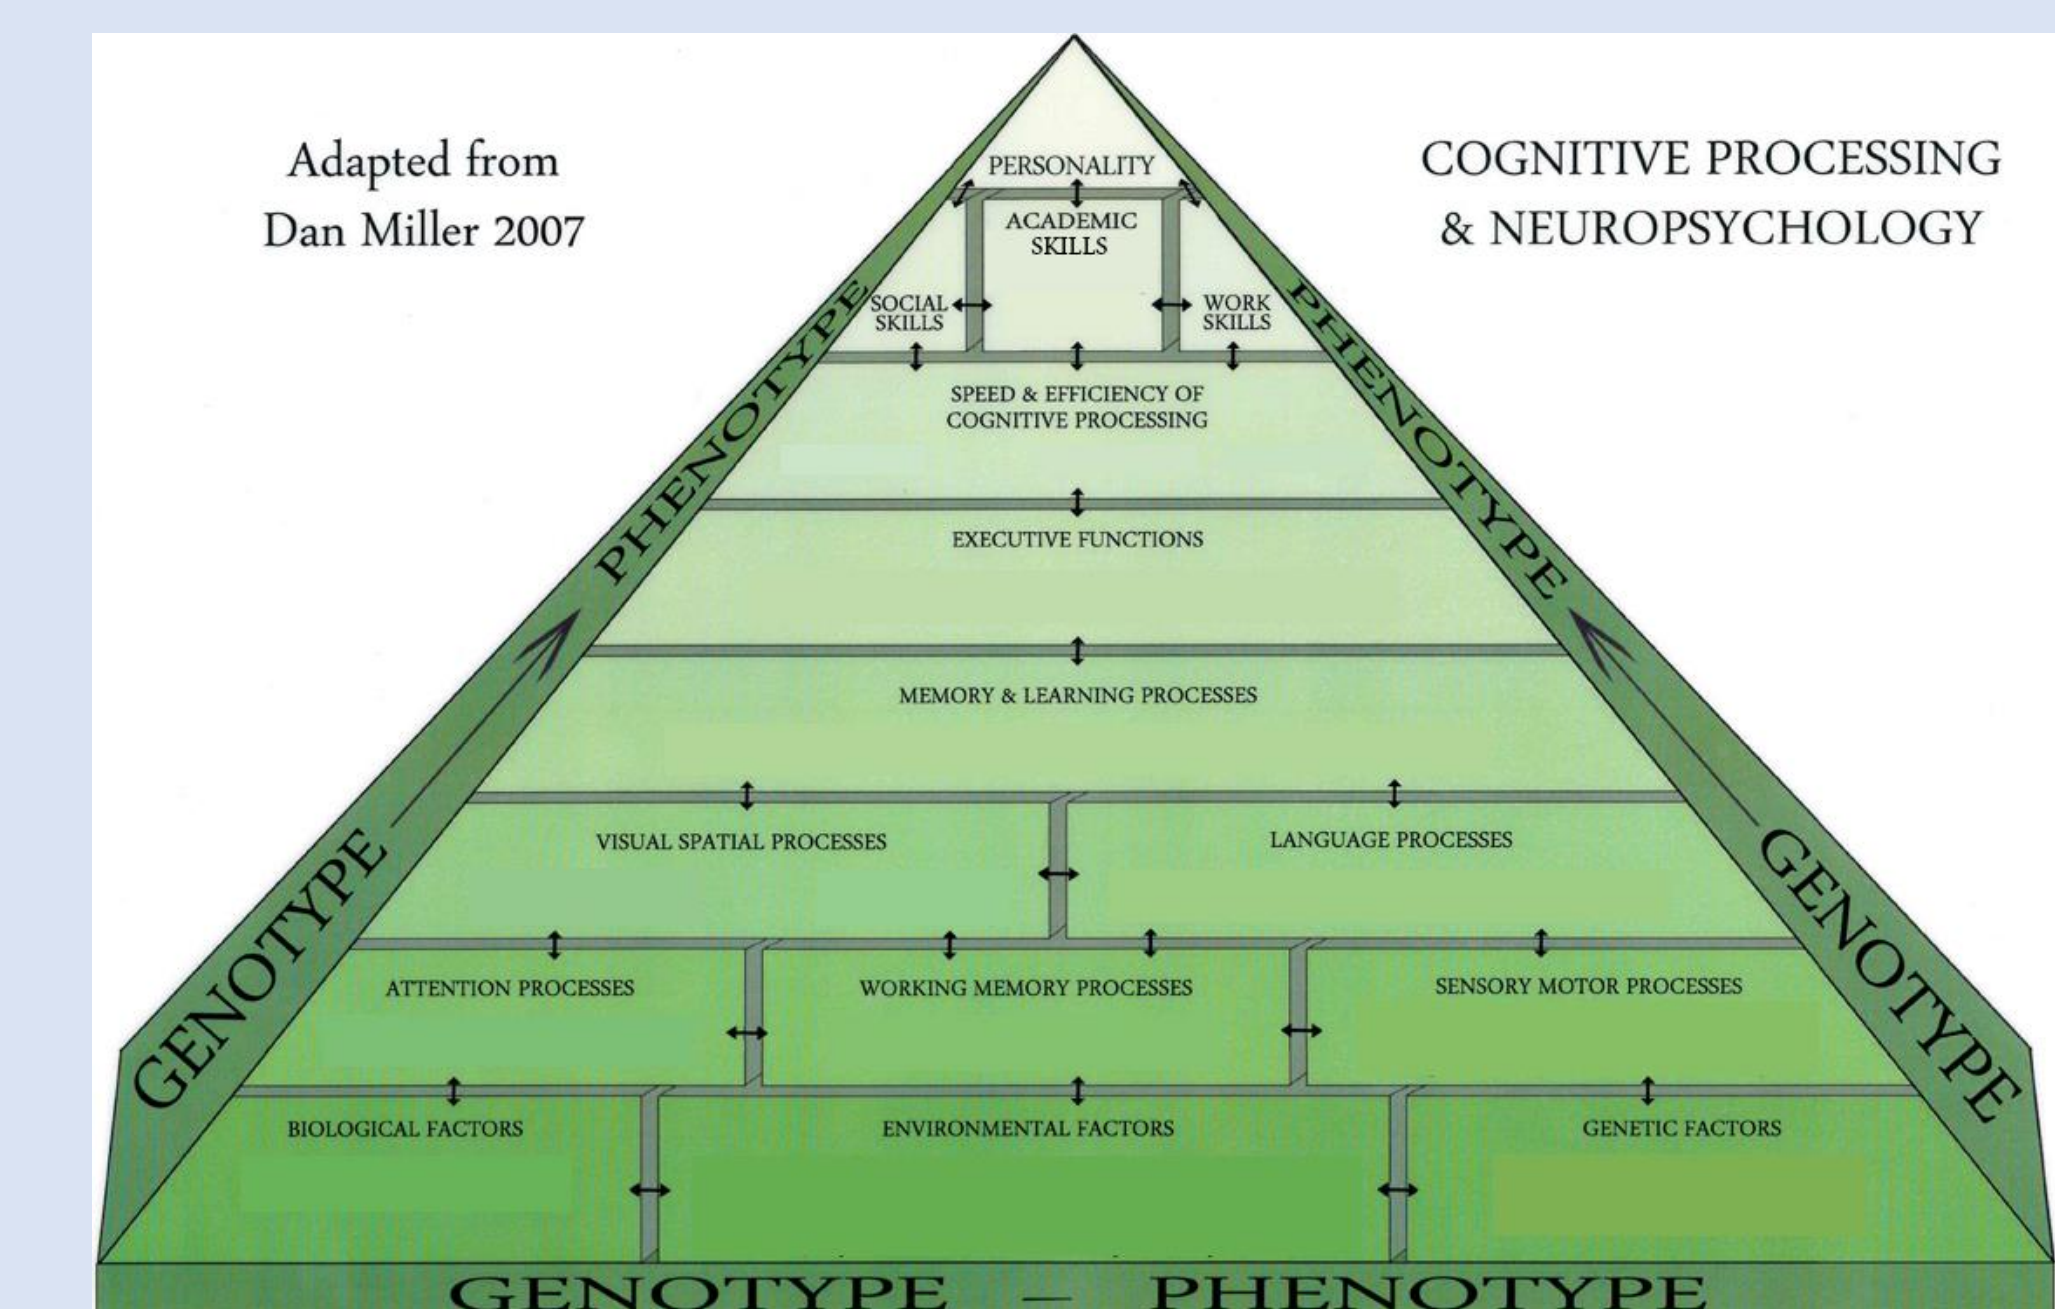 Adapted from
Dan Miller 2007
COGNITIVE PROCESSING
& NEUROPSYCHOLOGY
PERSONALITY
ACADEMIC
SKILLS
SOCIAL
SKILLS
WORK
SKILLS
SPEED & EFFICIENCY OF
COGNITIVE PROCESSING
EXECUTIVE FUNCTIONS
MEMORY & LEARNING PROCESSES
VISUAL SPATIAL PROCESSES
LANGUAGE PROCESSES
ATTENTION PROCESSES
WORKING MEMORY PROCESSES
SENSORY MOTOR PROCESSES
BIOLOGICAL FACTORS
ENVIRONMENTAL FACTORS
GENETIC FACTORS
GENOTYPE
PHENOTYPE
PHENOTYPE
GENOTYPE
GENOTYPE — PHENOTYPE